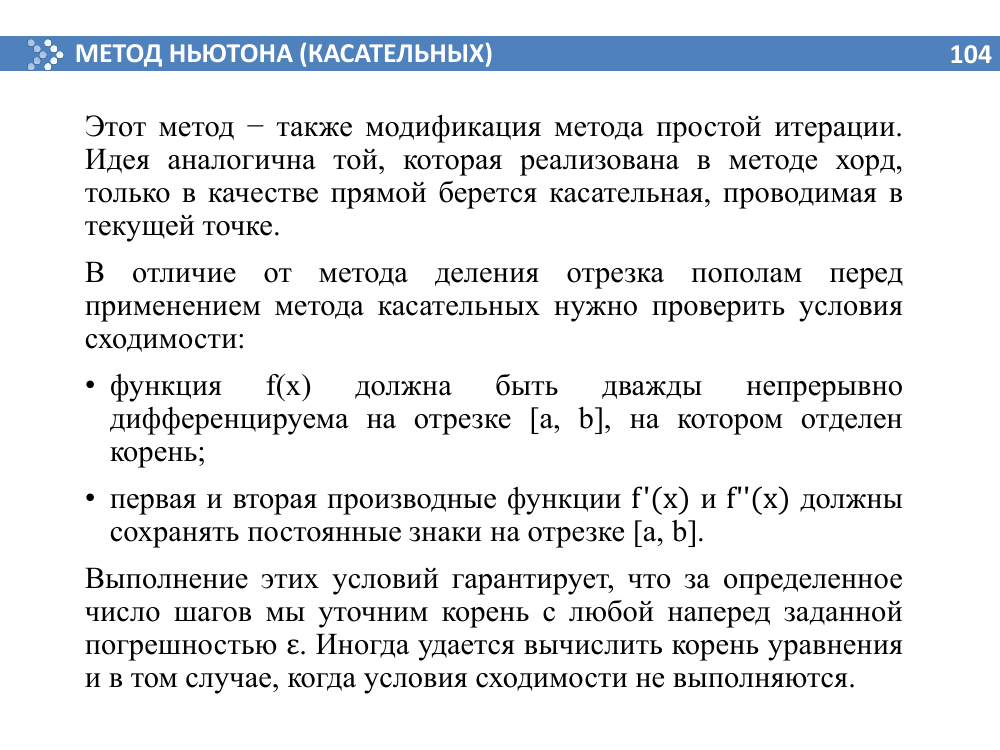 МЕТОД НЬЮТОНА (КАСАТЕЛЬНЫХ)
104
Этот метод − также модификация метода простой итерации.
Идея аналогична той, которая реализована в методе хорд,
только в качестве прямой берется касательная, проводимая в
текущей точке.
В отличие от метода деления отрезка пополам перед
применением метода касательных нужно проверить условия
сходимости:
• функция f(x) должна быть дважды непрерывно
дифференцируема на отрезке [a, b], на котором отделен
корень;
• первая и вторая производные функции f'(x) и f''(x) должны
сохранять постоянные знаки на отрезке [a, b].
Выполнение этих условий гарантирует, что за определенное
число шагов мы уточним корень с любой наперед заданной
погрешностью ε. Иногда удается вычислить корень уравнения
и в том случае, когда условия сходимости не выполняются.